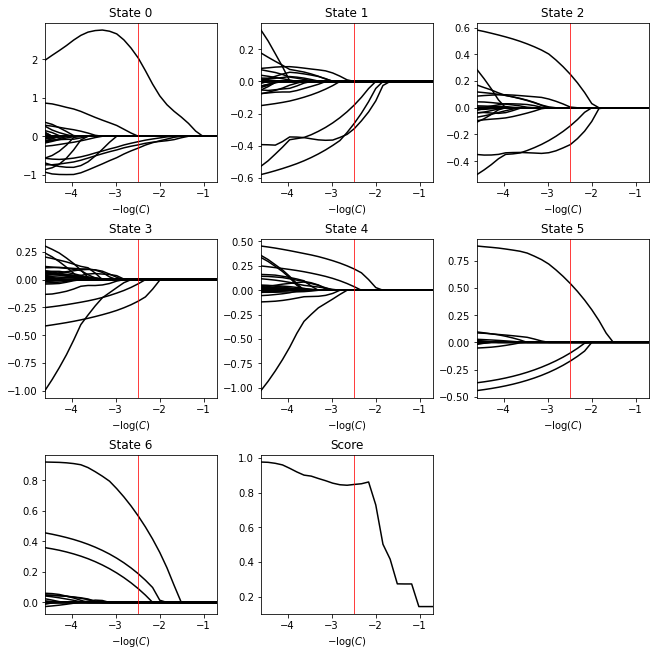 State 0
2
1
0
−1
−4 −3 −2 −1
−log(C)
State 1
0.2
0.0
−0.2
−0.4
−0.6
−4 −3 −2 −1
−log(C)
State 2
0.6
0.4
0.2
0.0
−0.2
−0.4
−4 −3 −2 −1
−log(C)
State 3
0.25
0.00
−0.25
−0.50
−0.75
−1.00
−4 −3 −2 −1
−log(C)
State 4
0.50
0.25
0.00
−0.25
−0.50
−0.75
−1.00
−4 −3 −2 −1
−log(C)
State 5
0.75
0.50
0.25
0.00
−0.25
−0.50
−4 −3 −2 −1
−log(C)
State 6
0.8
0.6
0.4
0.2
0.0
−4 −3 −2 −1
−log(C)
Score
1.0
0.8
0.6
0.4
0.2
−4 −3 −2 −1
−log(C)